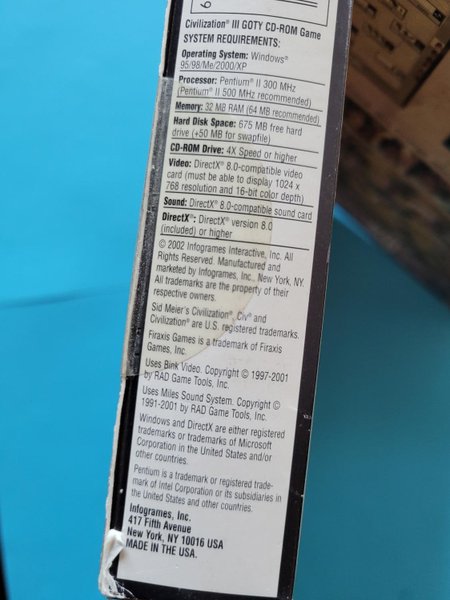 Civilization® III GOTY CD-ROM Game
SYSTEM REQUIREMENTS:
Operating System: Windows®
95/98/Me/2000/XP
Processor: Pentium® II 300 MHz
(Pentium® II 500 MHz recommended)
Memory: 32 MB RAM (64 MB recommended)
Hard Disk Space: 675 MB free hard
drive (+50 MB for swapfile)
CD-ROM Drive: 4X Speed or higher
Video: DirectX® 8.0-compatible video
card (must be able to display 1024 x
768 resolution and 16-bit color depth)
Sound: DirectX® 8.0-compatible sound card
DirectX®: DirectX® version 8.0
(included) or higher
© 2002 Infogrames Interactive, Inc. All
Rights Reserved. Manufactured and
marketed by Infogrames, Inc., New York, NY.
All trademarks are the property of their
respective owners.
Sid Meier's Civilization, Civ® and
Civilization® are U.S. registered trademarks.
Firaxis Games is a trademark of Firaxis
Games, Inc.
Uses Bink Video. Copyright © 1997-2001
by RAD Game Tools, Inc.
Uses Miles Sound System. Copyright ©
1991-2001 by RAD Game Tools, Inc.
Windows and DirectX are either registered
trademarks or trademarks of Microsoft
Corporation in the United States and/or
other countries.
Pentium is a trademark or registered trade-
mark of Intel Corporation or its subsidiaries in
the United States and other countries.
Infogrames, Inc.
417 Fifth Avenue
New York, NY 10016 USA
MADE IN THE USA.